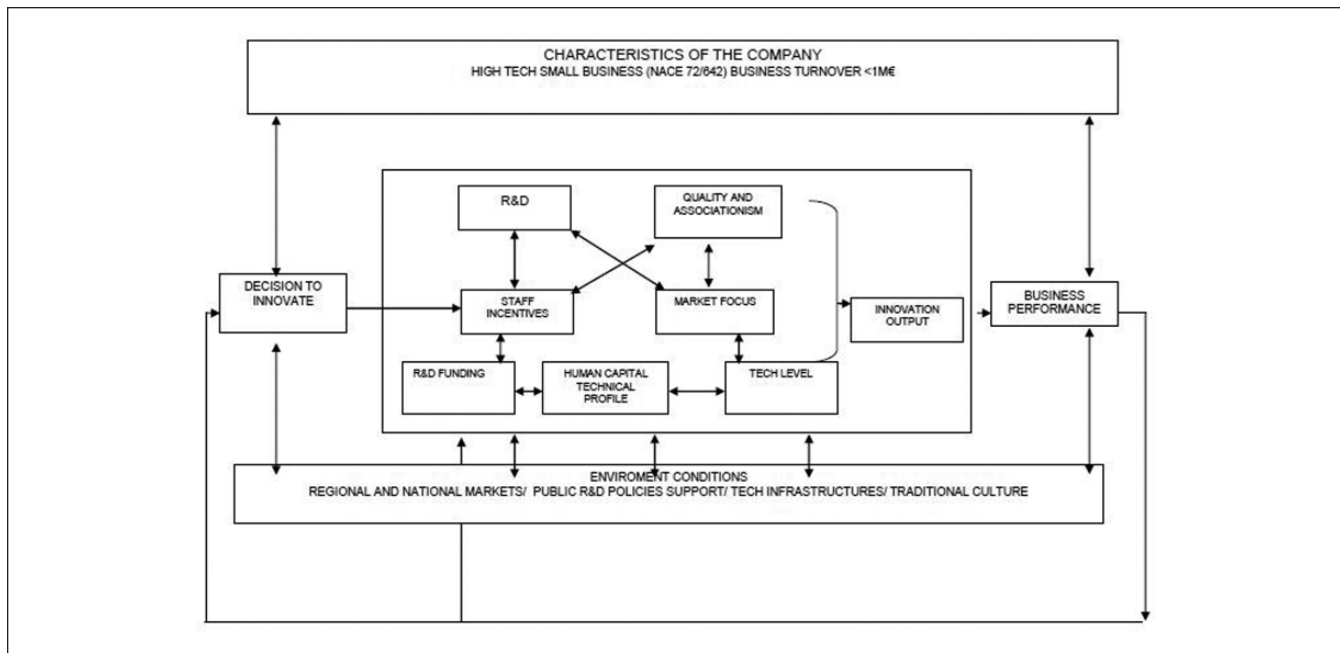 CHARACTERISTICS OF THE COMPANY
HIGH TECH SMALL BUSINESS (NACE 72/642) BUSINESS TURNOVER <1M€
R&D
QUALITY AND
ASSOCIATIONISM
DECISION TO
INNOVATE
STAFF
INCENTIVES
MARKET FOCUS
INNOVATION
OUTPUT
BUSINESS
PERFORMANCE
R&D FUNDING
HUMAN CAPITAL
TECHNICAL
PROFILE
TECH LEVEL
ENVIROMENT CONDITIONS
REGIONAL AND NATIONAL MARKETS/ PUBLIC R&D POLICIES SUPPORT/ TECH INFRASTRUCTURES/ TRADITIONAL CULTURE